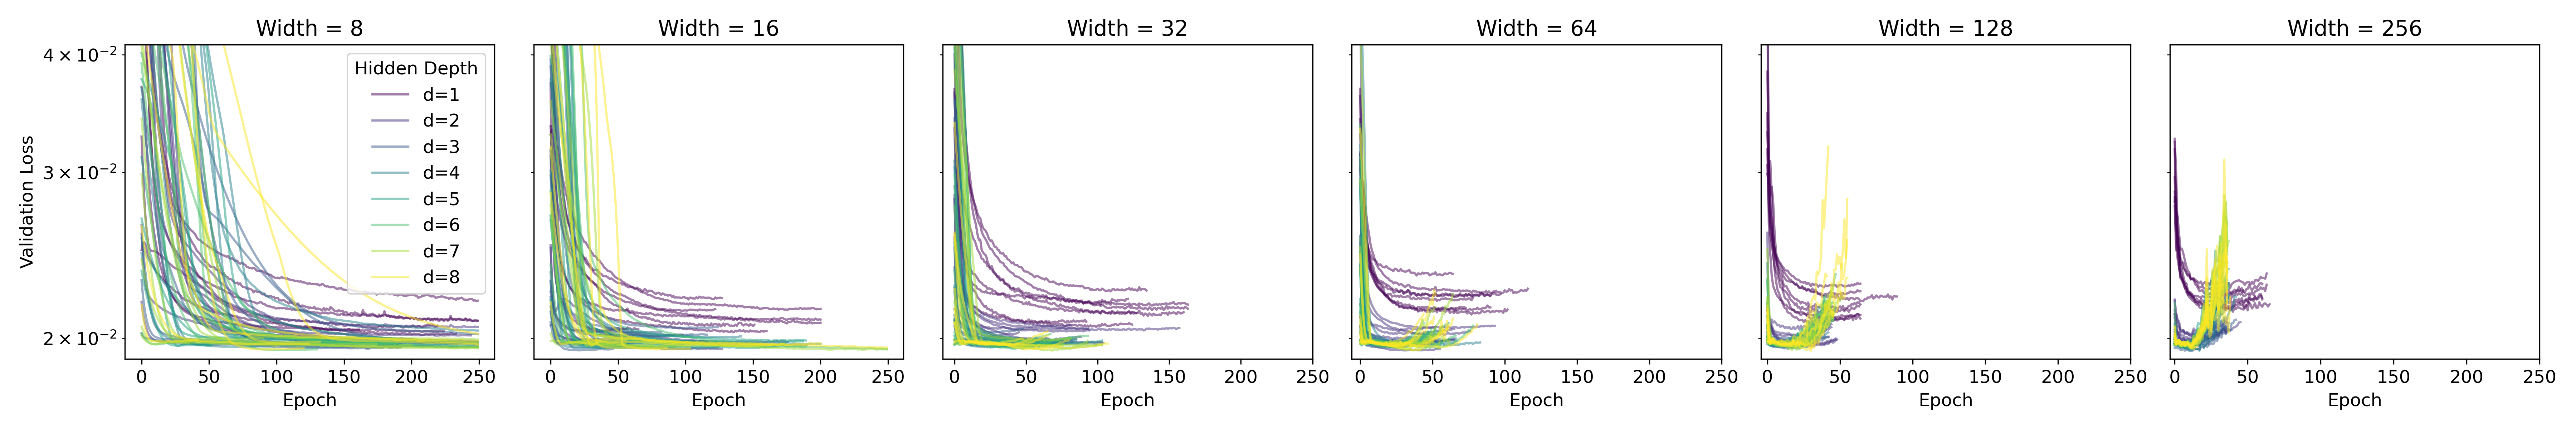 Width = 8
Width = 16
Width = 32
Width = 64
Width = 128
Width = 256
Validation Loss
4 × 10⁻²
3 × 10⁻²
2 × 10⁻²
Hidden Depth
d=1
d=2
d=3
d=4
d=5
d=6
d=7
d=8
0 50 100 150 200 250
0 50 100 150 200 250
0 50 100 150 200 250
0 50 100 150 200 250
0 50 100 150 200 250
0 50 100 150 200 250
Epoch
Epoch
Epoch
Epoch
Epoch
Epoch